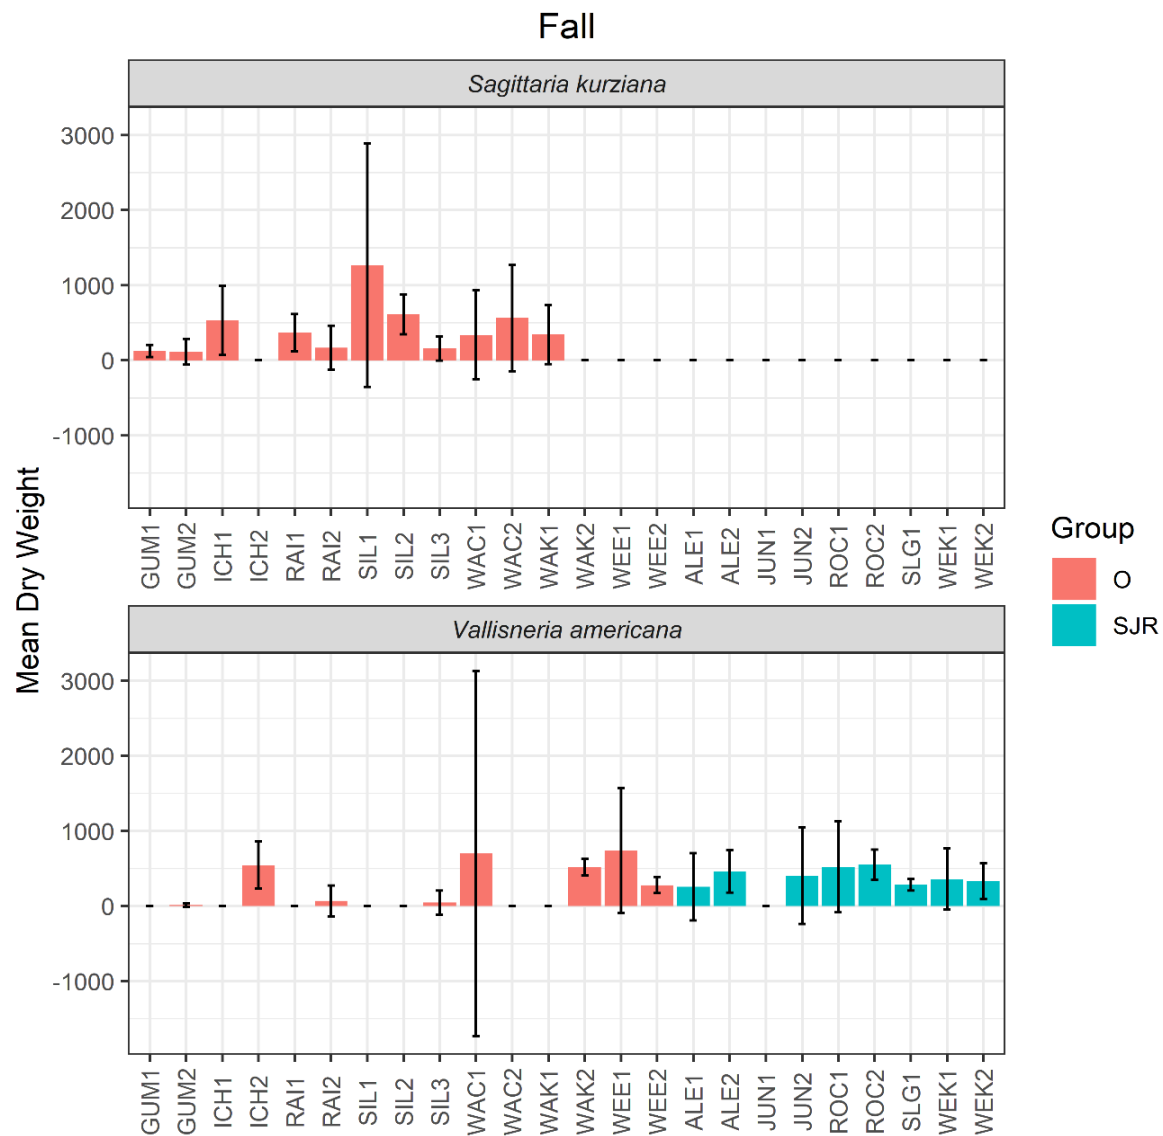 Fall
Sagittaria kurziana
3000
2000
1000
0
-1000
GUM1 GUM2 ICH1 ICH2 RAI1 RAI2 SIL1 SIL2 SIL3 WAC1 WAC2 WAK1 WAK2 WEE1 WEE2 ALE1 ALE2 JUN1 JUN2 ROC1 ROC2 SLG1 WEK1 WEK2
Mean Dry Weight
Vallisneria americana
3000
2000
1000
0
-1000
GUM1 GUM2 ICH1 ICH2 RAI1 RAI2 SIL1 SIL2 SIL3 WAC1 WAC2 WAK1 WAK2 WEE1 WEE2 ALE1 ALE2 JUN1 JUN2 ROC1 ROC2 SLG1 WEK1 WEK2
Group
O
SJR